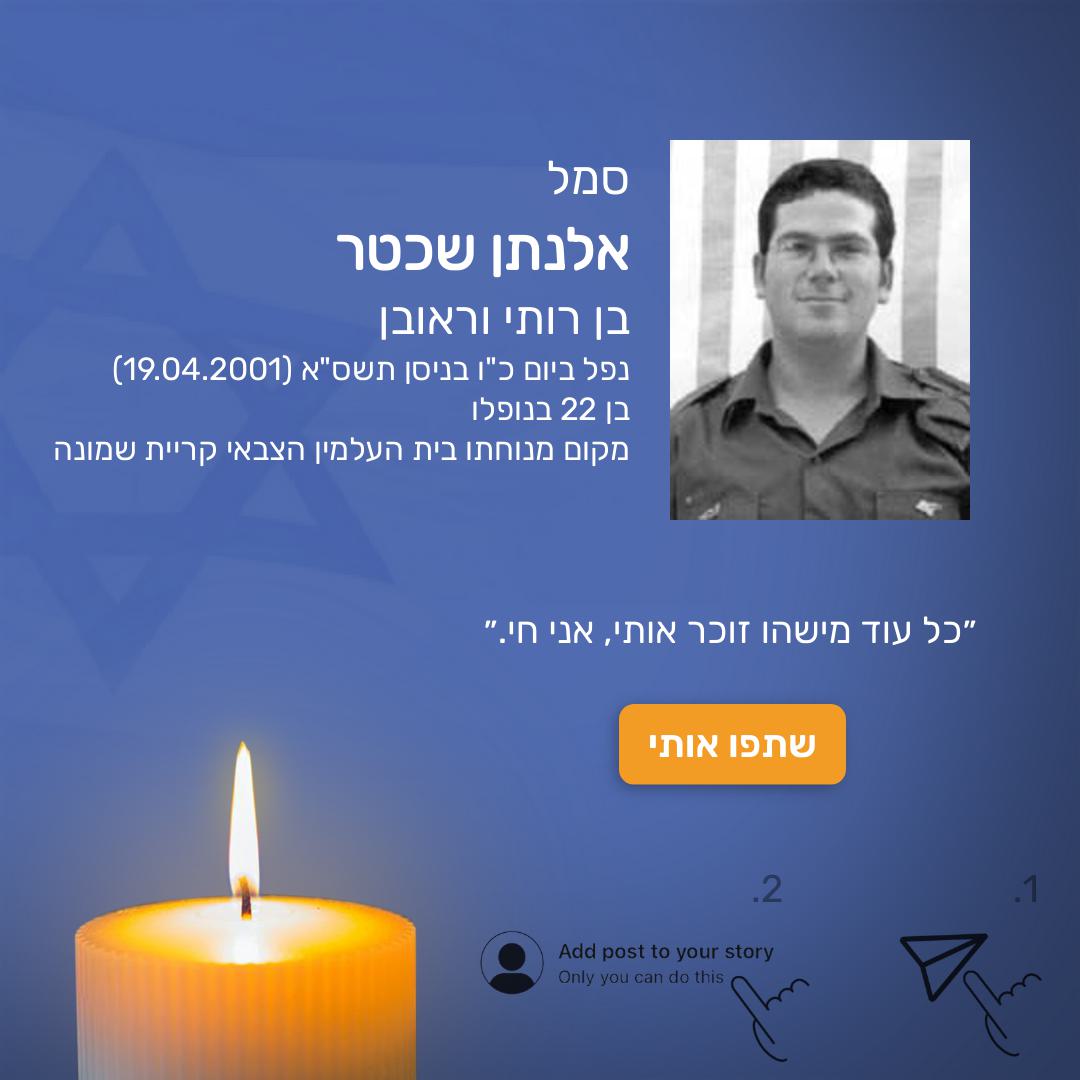 סמל
אלנתן שכטר
בן רותי וראובן
נפל ביום כ"ו בניסן תשס"א (19.04.2001)
בן 22 בנופלו
מקום מנוחתו בית העלמין הצבאי קריית שמונה
״כל עוד מישהו זוכר אותי, אני חי.״
שתפו אותי
1.
2.
Add post to your story
Only you can do this